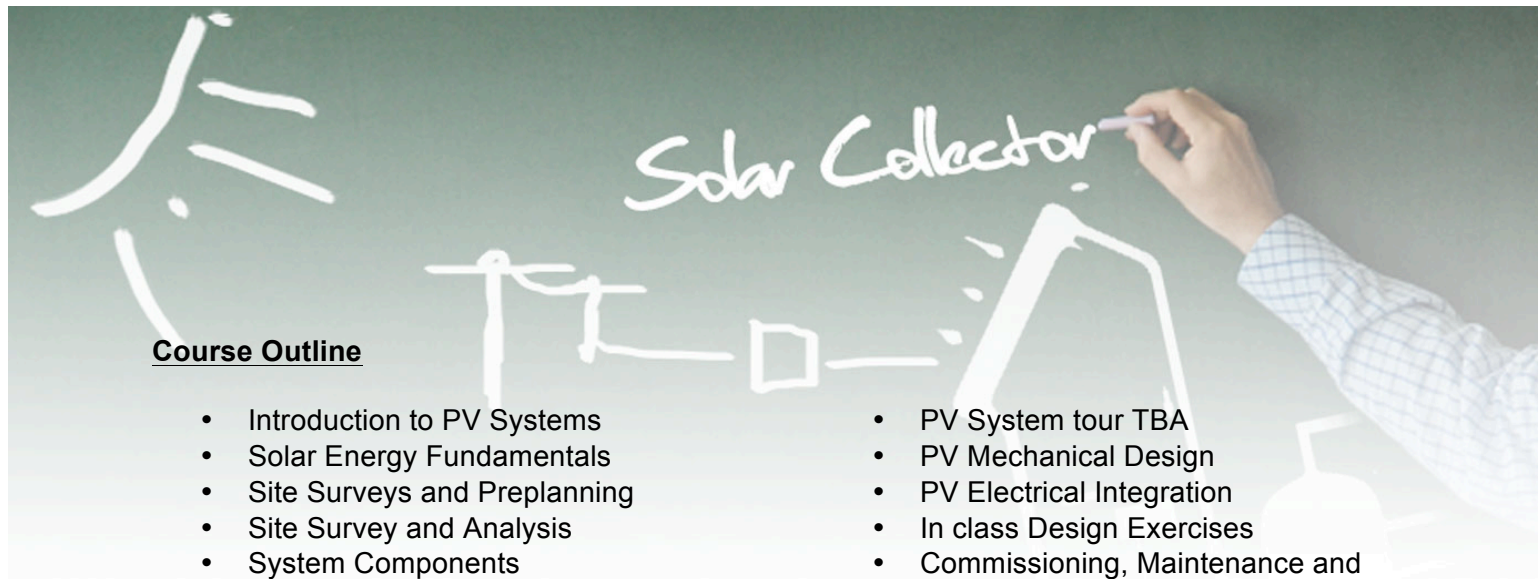 Solar Collector
Course Outline
• Introduction to PV Systems
• Solar Energy Fundamentals
• Site Surveys and Preplanning
• Site Survey and Analysis
• System Components
• PV System tour TBA
• PV Mechanical Design
• PV Electrical Integration
• In class Design Exercises
• Commissioning, Maintenance and